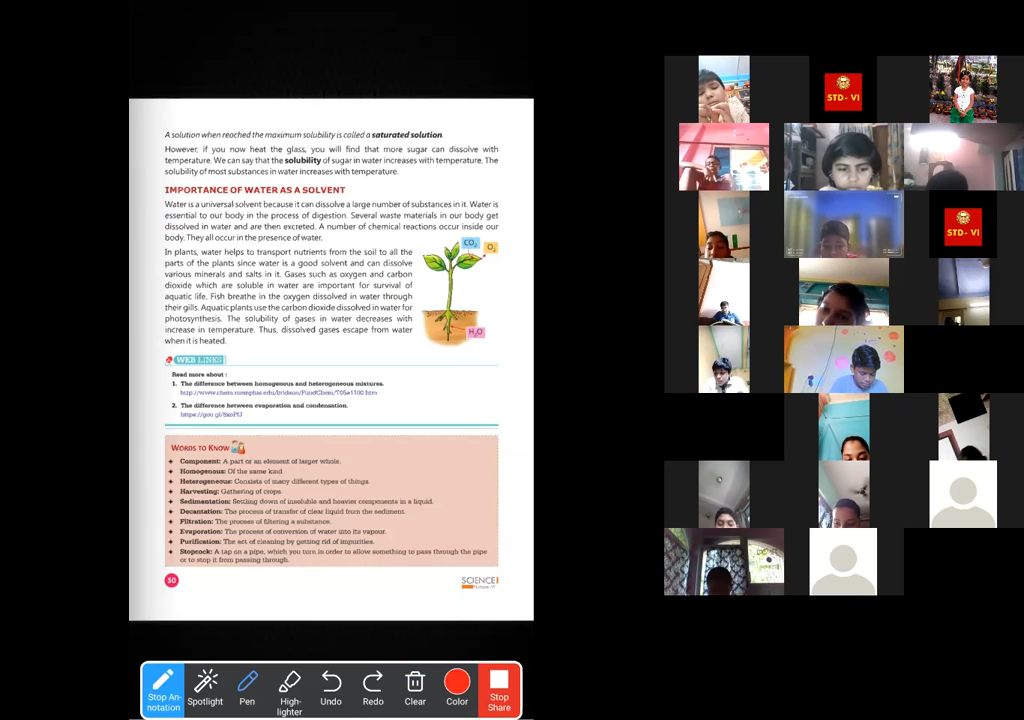 A solution when reached the maximum solubility is called a saturated solution.
However, if you now heat the glass, you will find that more sugar can dissolve with
temperature. We can say that the solubility of sugar in water increases with temperature. The
solubility of most substances in water increases with temperature.
IMPORTANCE OF WATER AS A SOLVENT
Water is a universal solvent because it can dissolve a large number of substances in it. Water is
essential to our body in the process of digestion. Several waste materials in our body get
dissolved in water and are then excreted. A number of chemical reactions occur inside our
body. They all occur in the presence of water.
In plants, water helps to transport nutrients from the soil to all the
parts of the plants since water is a good solvent and can dissolve
various minerals and salts in it. Gases such as oxygen and carbon
dioxide which are soluble in water are important for survival of
aquatic life. Fish breathe in the oxygen dissolved in water through
their gills. Aquatic plants use the carbon dioxide dissolved in water for
photosynthesis. The solubility of gases in water decreases with
increase in temperature. Thus, dissolved gases escape from water
when it is heated.
CO₂
O₂
H₂O
WEB LINKS
Read more about :
1. The difference between homogenous and heterogeneous mixtures.
2. The difference between evaporation and condensation.
WORDS TO KNOW
Component: A part or an element of larger whole.
Homogenous: Of the same kind
Heterogeneous: Consists of many different types of things.
Harvesting: Gathering of crops.
Sedimentation: Settling down of insoluble and heavier components in a liquid.
Decantation: The process of transfer of clear liquid from the sediment.
Filtration: The process of filtering a substance.
Evaporation: The process of conversion of water into its vapour.
Purification: The act of cleaning by getting rid of impurities.
Stopcock: A tap on a pipe, which you turn in order to allow something to pass through the pipe
or to stop it from passing through.
50
SCIENCE
STD- VI
STD- VI
Stop An-
notation
Spotlight
Pen
High-
lighter
Undo
Redo
Clear
Color
Stop
Share